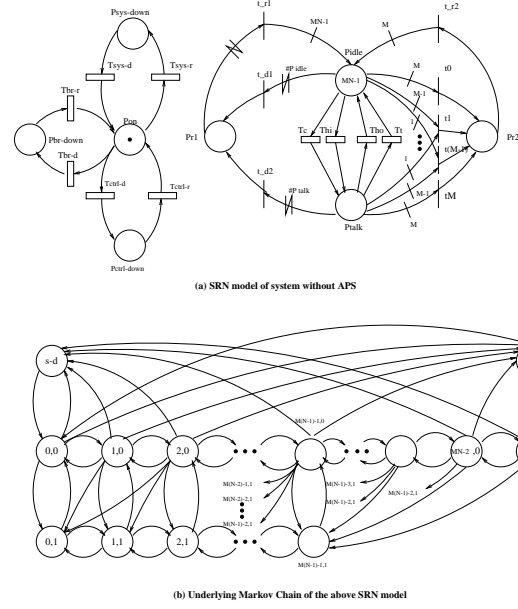 Psys-down
Tsys-d
Tsys-r
Tbr-r
Pon
Pbr-down
Tbr-d
Tctrl-d
Tctrl-r
Pctrl-down
t_r1
MN-1
M
t_r2
Pidle
MN-1
t_d1
#P idle
M
t0
M-1
t1
Pr1
Tc
Thi
Tho
Tt
1
1
t(M-1)
Pr2
t_d2
#P talk
M-1
tM
M
Ptalk
(a) SRN model of system without APS
s-d
M(N-1)-1,0
0,0
1,0
2,0
MN-2 ,0
M(N-2)-1,1
M(N-2)-2,1
M(N-1)-2,1
M(N-1)-3,1
M(N-1)-2,1
M(N-1)-2,1
0,1
1,1
2,1
M(N-1)-1,1
(b) Underlying Markov Chain of the above SRN model